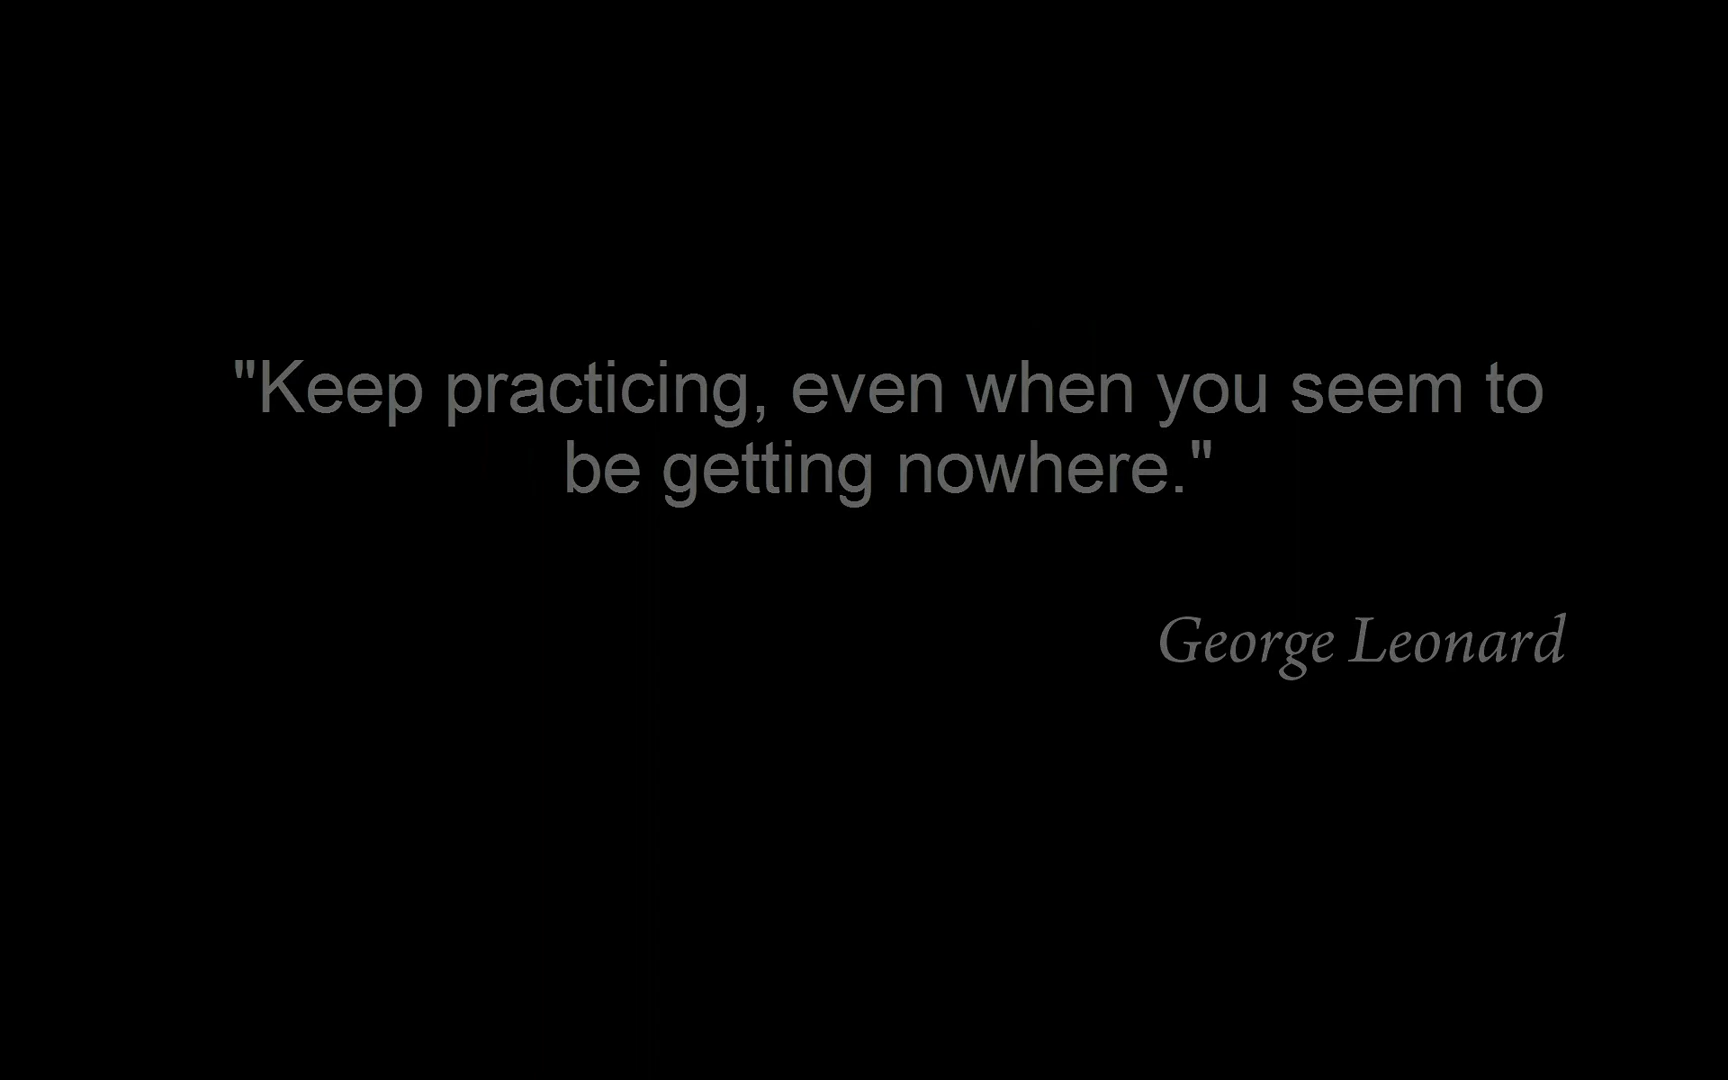 "Keep practicing, even when you seem to
be getting nowhere."
George Leonard